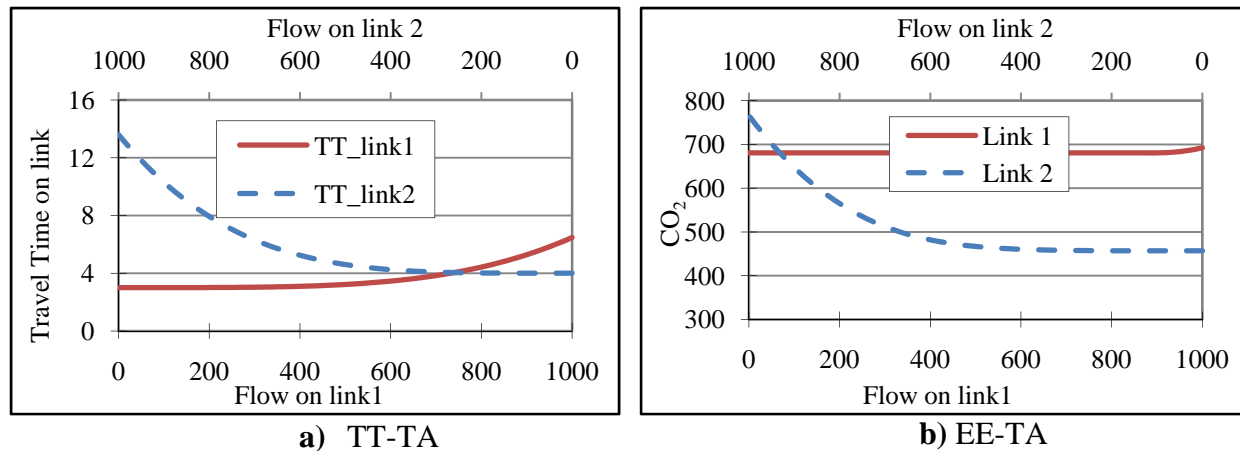 Flow on link 2
1000 800 600 400 200 0
16
12
8
4
0
Travel Time on link
TT_link1
TT_link2
0 200 400 600 800 1000
Flow on link1
a) TT-TA
Flow on link 2
1000 800 600 400 200 0
800
700
600
500
400
300
CO2
Link 1
Link 2
0 200 400 600 800 1000
Flow on link1
b) EE-TA